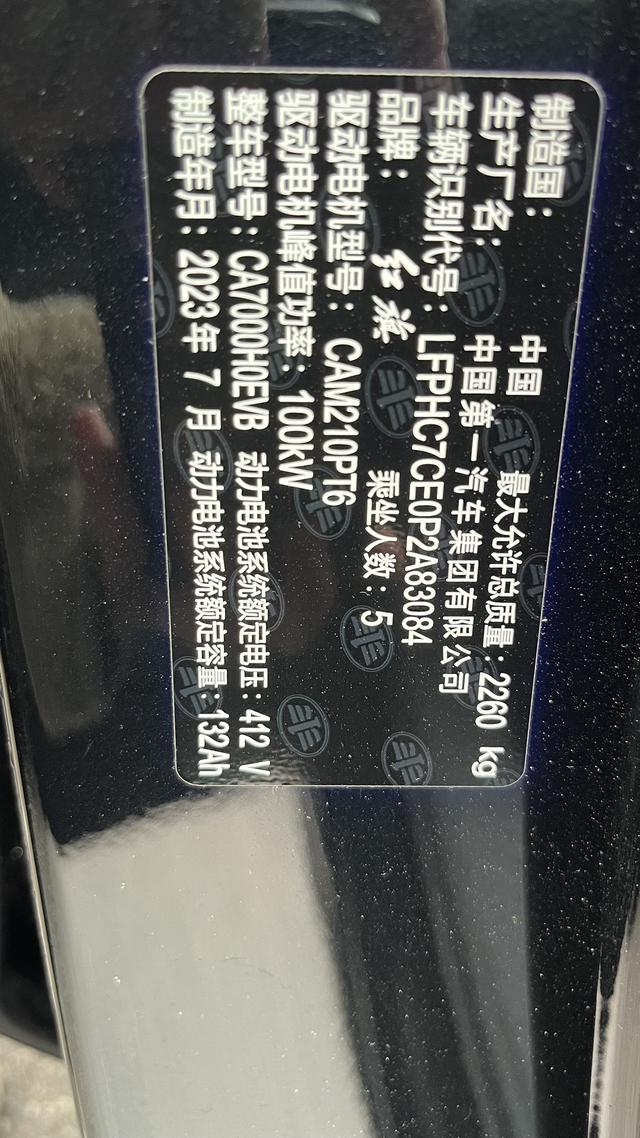 制造国： 中国 最大允许总质量：2260 kg
生产厂名： 中国第一汽车集团有限公司
车辆识别代号：LFPHC7CE0P2A83084
品牌： 红旗 乘坐人数：5
驱动电机型号： CAM210PT6
驱动电机峰值功率：100kW
整车型号：CA7000H0EVB 动力电池系统额定电压：412 V
制造年月：2023年 7 月 动力电池系统额定容量：132Ah